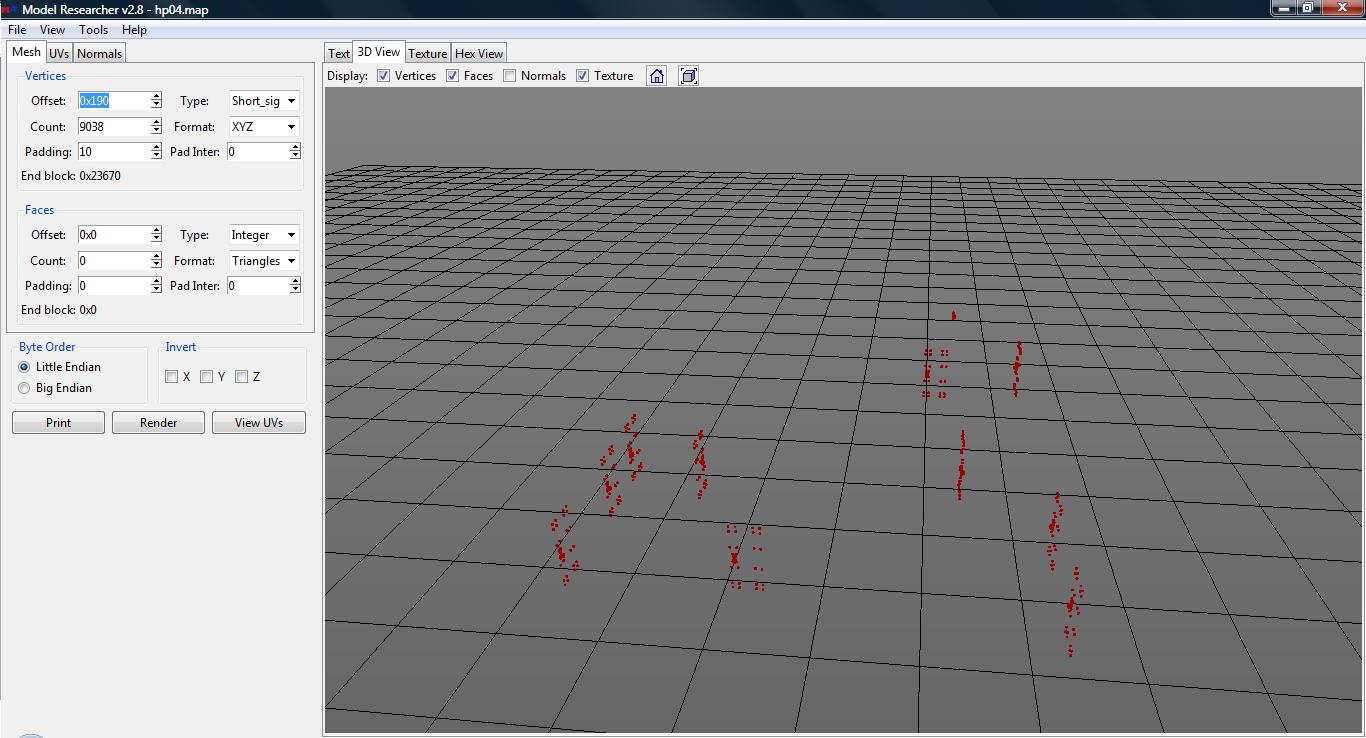 Model Researcher v2.8 - hp04.map
File View Tools Help
Mesh UVs Normals
Text 3D View Texture Hex View
Display: Vertices Faces Normals Texture
Vertices
Offset: 0x190 Type: Short_sig
Count: 9038 Format: XYZ
Padding: 10 Pad Inter: 0
End block: 0x23670
Faces
Offset: 0x0 Type: Integer
Count: 0 Format: Triangles
Padding: 0 Pad Inter: 0
End block: 0x0
Byte Order Invert
Little Endian X Y Z
Big Endian
Print Render View UVs